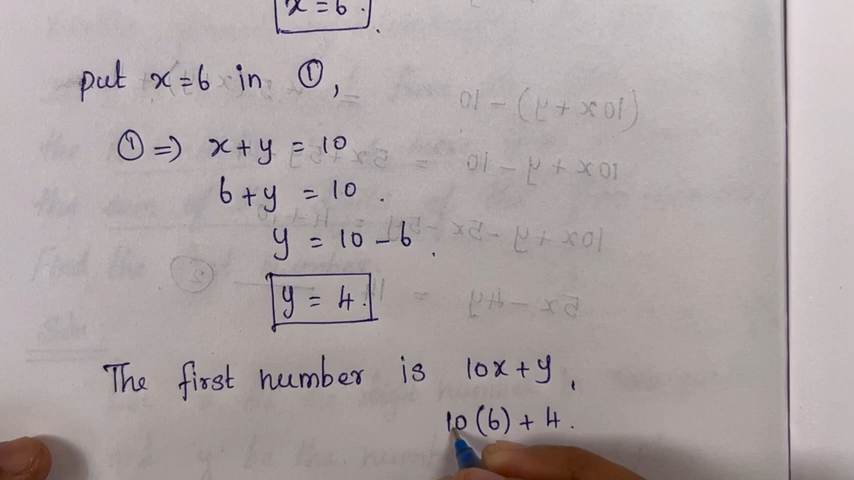 x = 6.
put x = 6 in ①,
① ⇒ x + y = 10
6 + y = 10.
y = 10 - 6.
y = 4.
The first number is 10x + y,
10(6) + 4.